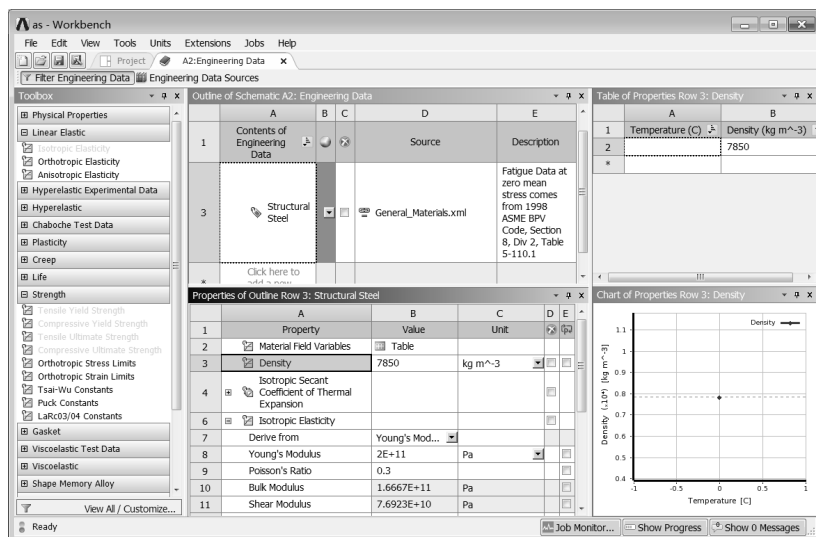 as - Workbench
File Edit View Tools Units Extensions Jobs Help
Project A2:Engineering Data x
Filter Engineering Data Engineering Data Sources
Toolbox
Physical Properties
Linear Elastic
Isotropic Elasticity
Orthotropic Elasticity
Anisotropic Elasticity
Hyperelastic Experimental Data
Hyperelastic
Chaboche Test Data
Plasticity
Creep
Life
Strength
Tensile Yield Strength
Compressive Yield Strength
Tensile Ultimate Strength
Compressive Ultimate Strength
Orthotropic Stress Limits
Orthotropic Strain Limits
Tsai-Wu Constants
Puck Constants
LaRc03/04 Constants
Gasket
Viscoelastic Test Data
Viscoelastic
Shape Memory Alloy
View All / Customize...
Outline of Schematic A2: Engineering Data
A B C D E
1 Contents of Engineering Data Source Description
3 Structural Steel General_Materials.xml Fatigue Data at zero mean stress comes from 1998 ASME BPV Code, Section 8, Div 2, Table 5-110.1
* Click here to add a new
Properties of Outline Row 3: Structural Steel
A B C D E
1 Property Value Unit
2 Material Field Variables Table
3 Density 7850 kg m^-3
4 Isotropic Secant Coefficient of Thermal Expansion
6 Isotropic Elasticity
7 Derive from Young's Mod...
8 Young's Modulus 2E+11 Pa
9 Poisson's Ratio 0.3
10 Bulk Modulus 1.6667E+11 Pa
11 Shear Modulus 7.6923E+10 Pa
Table of Properties Row 3: Density
A B
1 Temperature (C) Density (kg m^-3)
2 7850
*
Chart of Properties Row 3: Density
Density
1.1
1
0.9
0.8
0.7
0.6
0.5
0.4
Density (.10⁴) [kg m^-3]
-1 -0.5 0 0.5 1
Temperature [C]
Ready
Job Monitor... Show Progress Show 0 Messages